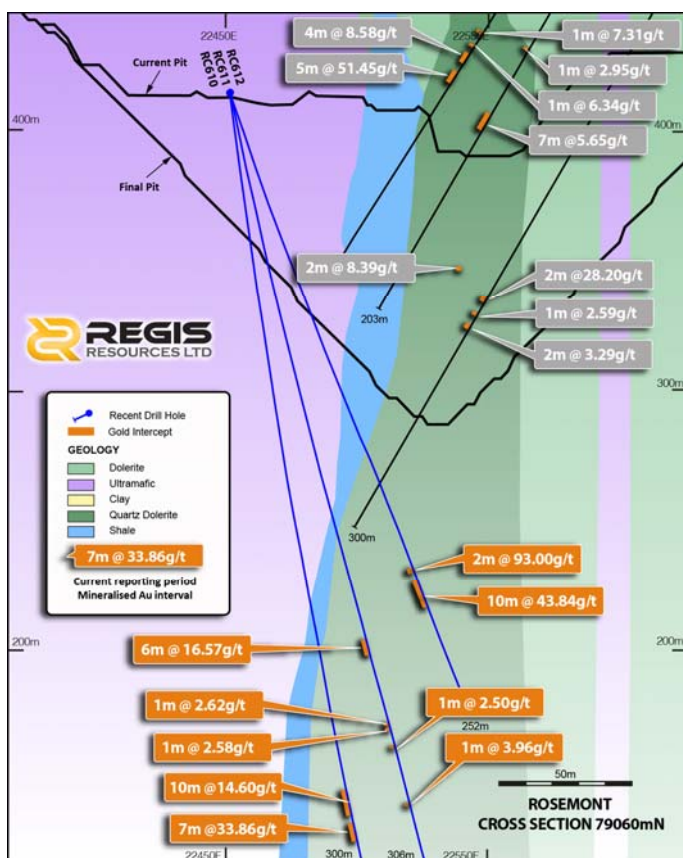 22450E
22550E
RC612
RC611
RC610
4m @ 8.58g/t
1m @ 7.31g/t
Current Pit
5m @ 51.45g/t
1m @ 2.95g/t
1m @ 6.34g/t
400m
400m
7m @5.65g/t
Final Pit
2m @ 8.39g/t
2m @28.20g/t
203m
1m @ 2.59g/t
REGIS
RESOURCES LTD
2m @ 3.29g/t
300m
Recent Drill Hole
Gold Intercept
GEOLOGY
Dolerite
Ultramafic
Clay
Quartz Dolerite
Shale
300m
7m @ 33.86g/t
Current reporting period
Mineralised Au interval
2m @ 93.00g/t
10m @ 43.84g/t
200m
6m @ 16.57g/t
200m
1m @ 2.62g/t
1m @ 2.50g/t
252m
1m @ 2.58g/t
1m @ 3.96g/t
50m
10m @14.60g/t
ROSEMONT
CROSS SECTION 79060mN
7m @33.86g/t
22450E
300m
306m
22550E